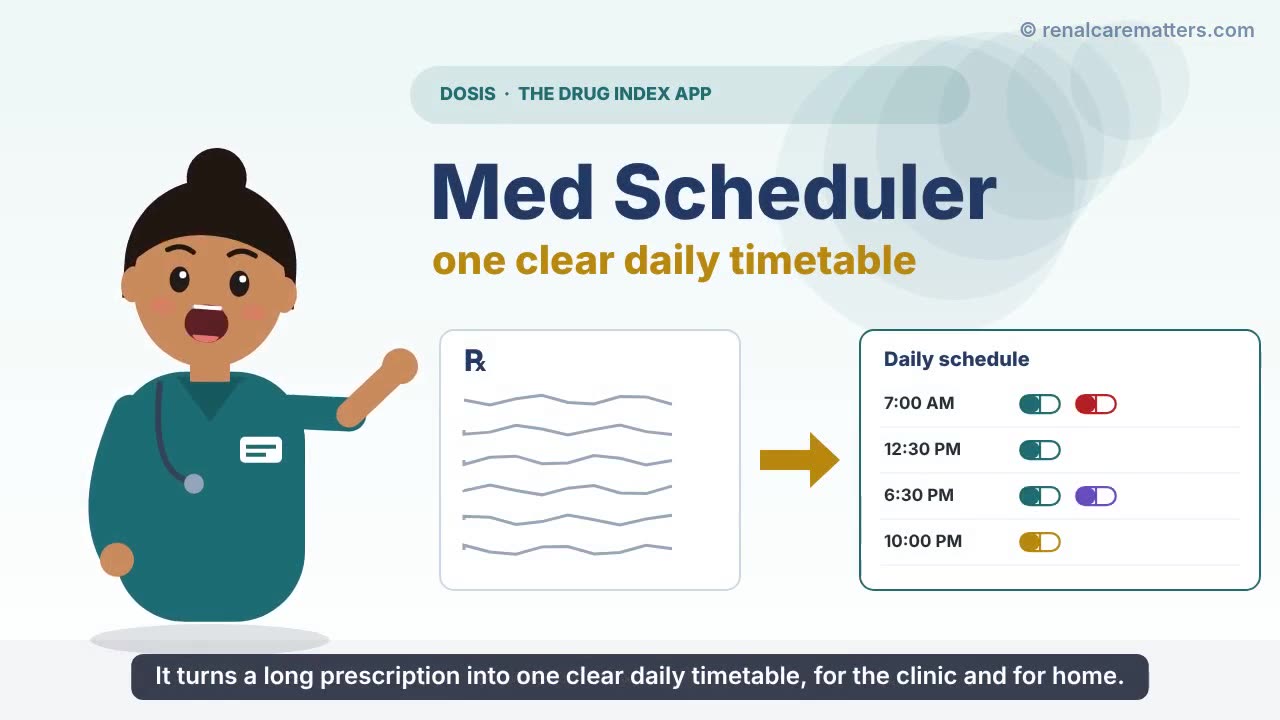 © renalcarematters.com
DOSIS · THE DRUG INDEX APP
Med Scheduler
one clear daily timetable
℞
Daily schedule
7:00 AM
12:30 PM
6:30 PM
10:00 PM
It turns a long prescription into one clear daily timetable, for the clinic and for home.